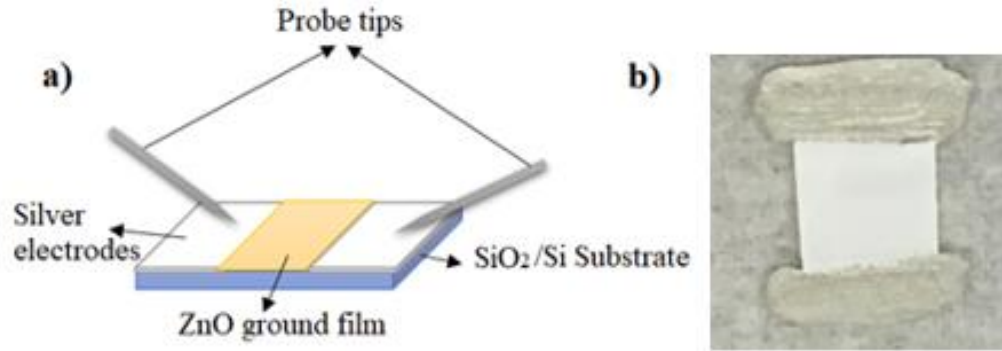 Probe tips
a)
b)
Silver
electrodes
SiO₂/Si Substrate
ZnO ground film